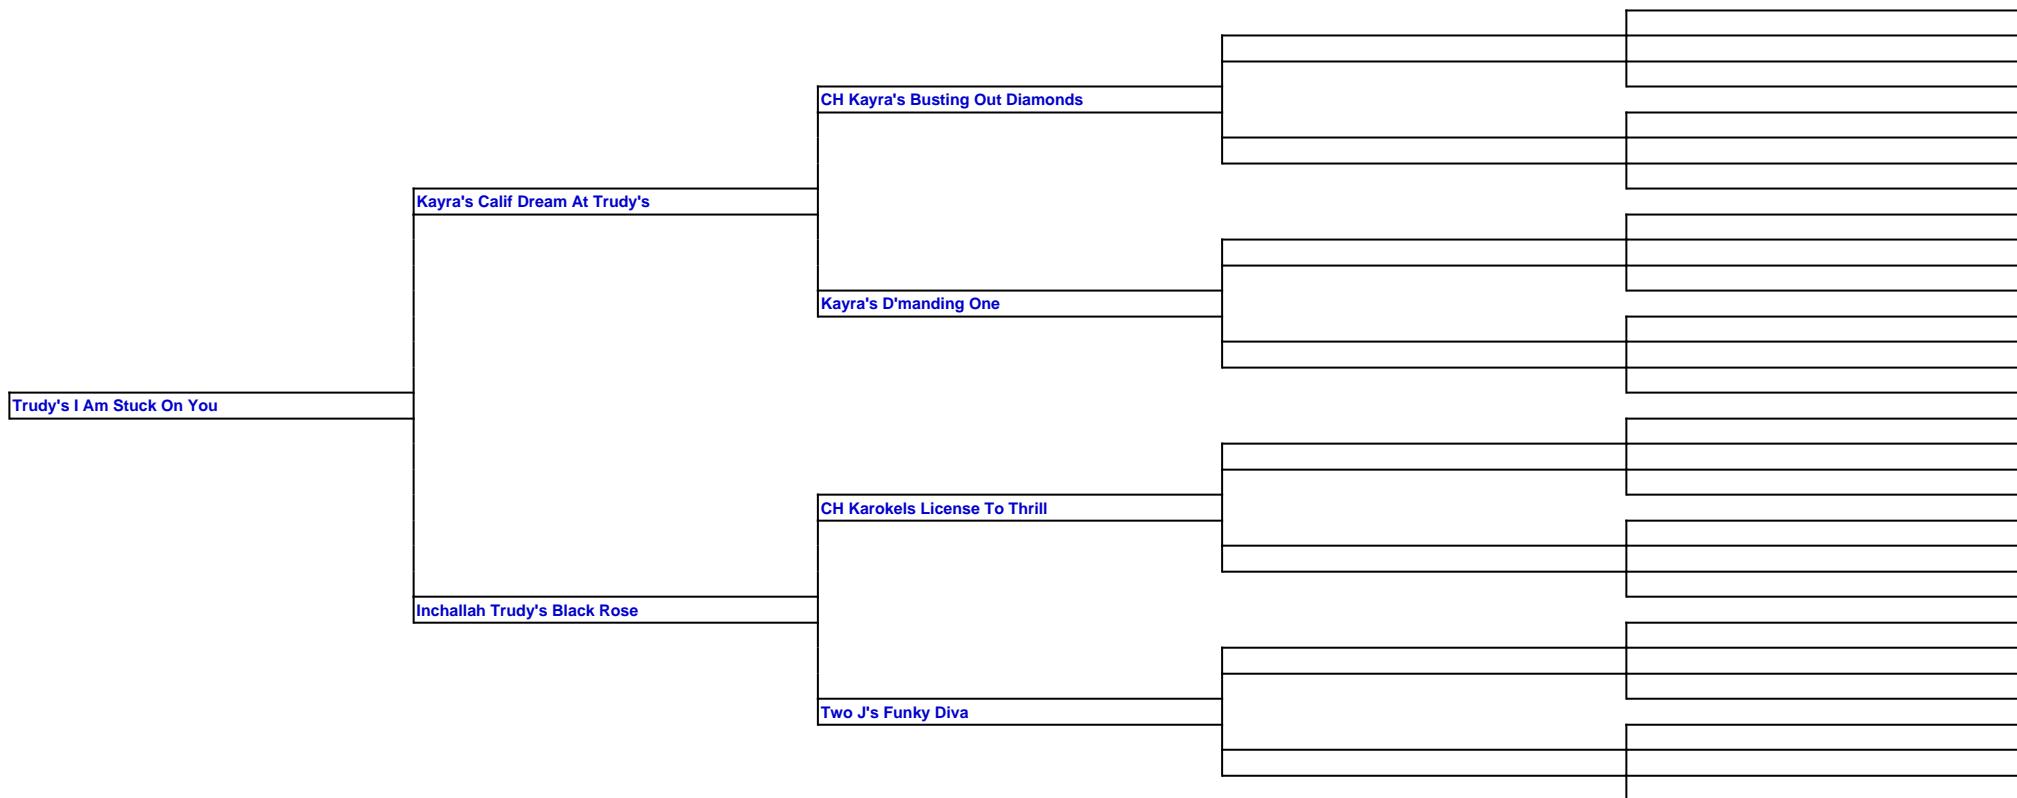 CH Kayra's Busting Out Diamonds
Kayra's Calif Dream At Trudy's
Kayra's D'manding One
Trudy's I Am Stuck On You
CH Karokels License To Thrill
Inchallah Trudy's Black Rose
Two J's Funky Diva